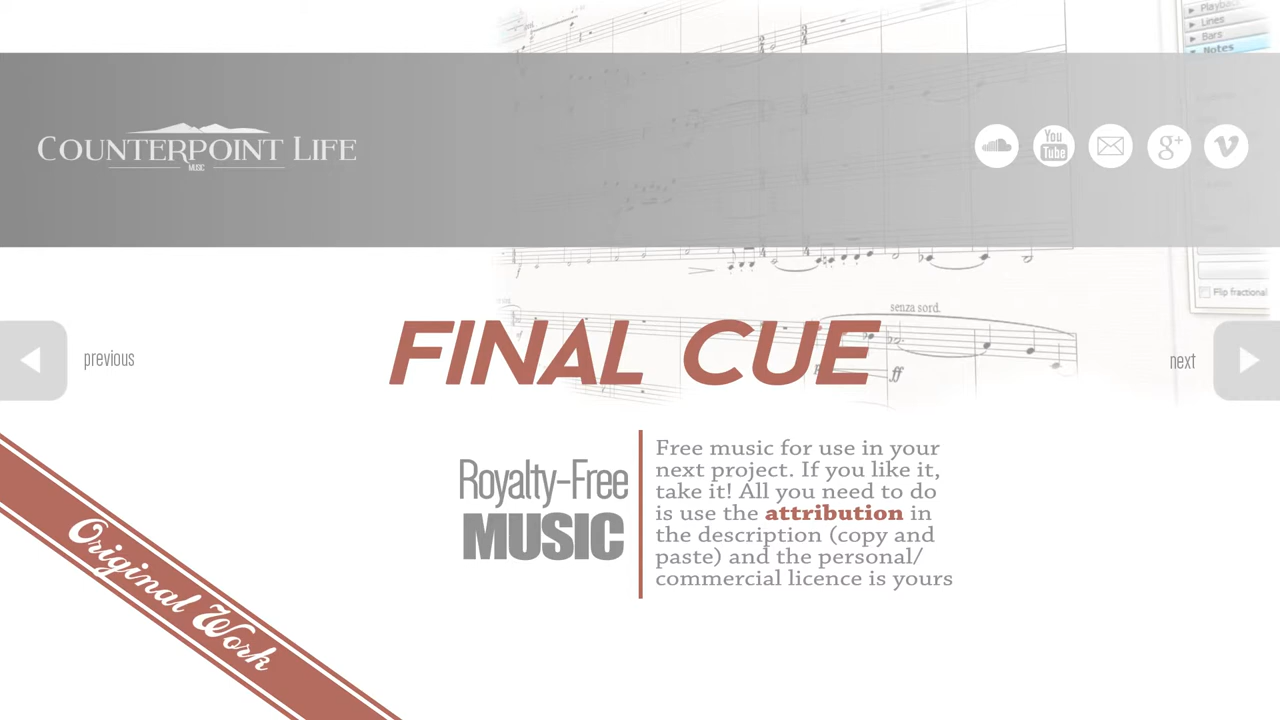 Playback
Lines
Bars
Notes
COUNTERPOINT LIFE
MUSIC
You
Tube
g+
Flip fractional
senza sord.
FINAL CUE
ff
previous
next
Royalty-Free
MUSIC
Free music for use in your
next project. If you like it,
take it! All you need to do
is use the attribution in
the description (copy and
paste) and the personal/
commercial licence is yours
Original Work